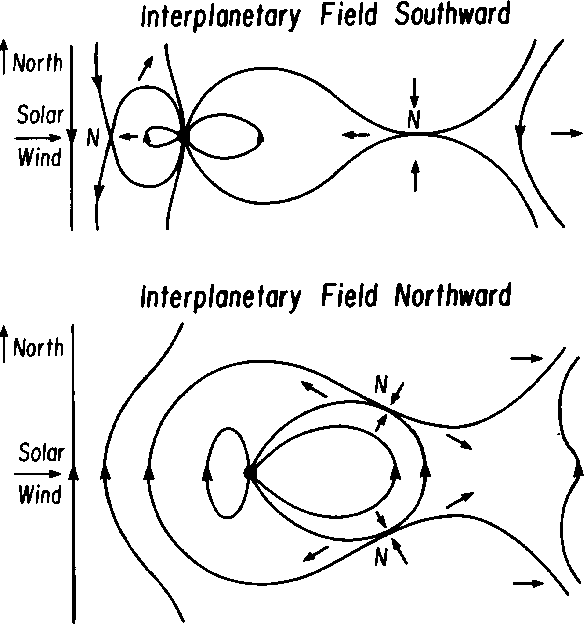 Interplanetary Field Southward
North
Solar
Wind
N
N
Interplanetary Field Northward
North
Solar
Wind
N
N